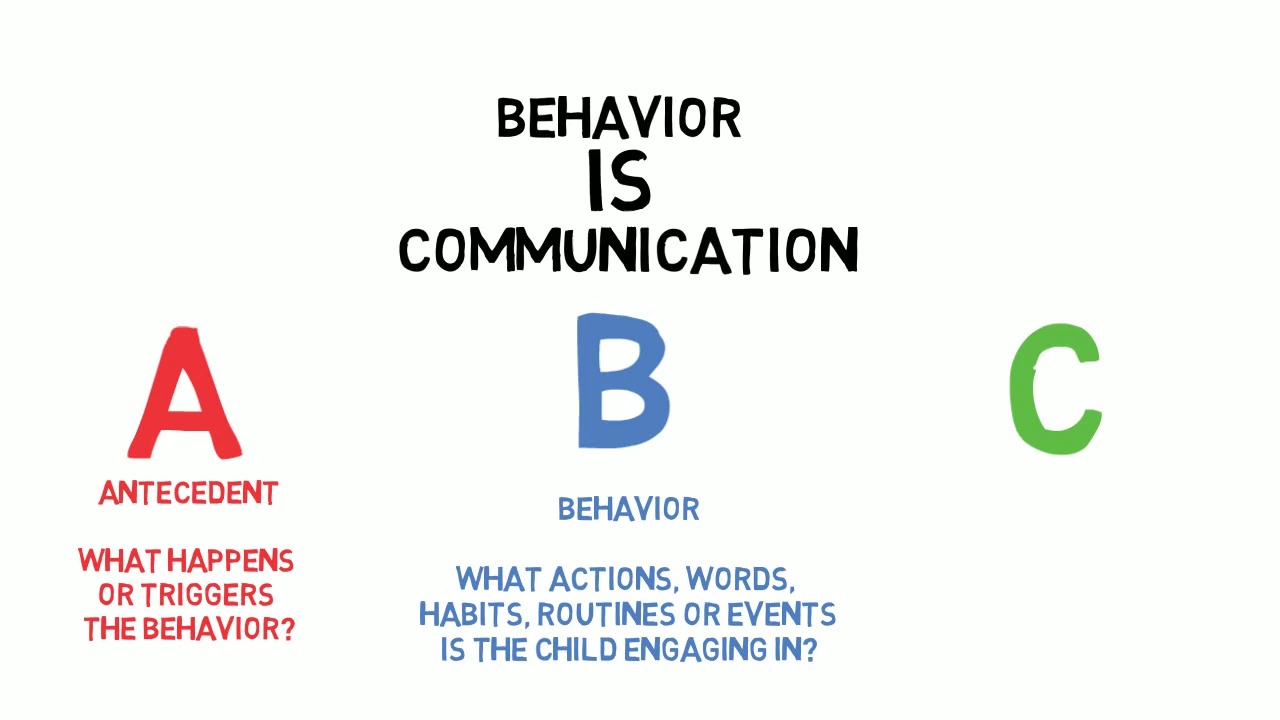 BEHAVIOR
IS
COMMUNICATION
A
ANTECEDENT
WHAT HAPPENS
OR TRIGGERS
THE BEHAVIOR?
B
BEHAVIOR
WHAT ACTIONS, WORDS,
HABITS, ROUTINES OR EVENTS
IS THE CHILD ENGAGING IN?
C